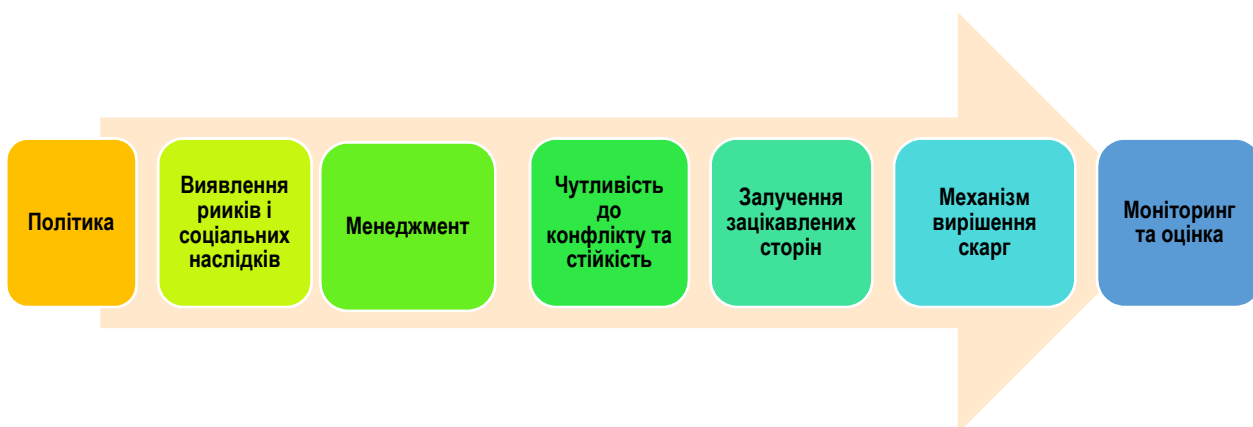 Політика
Виявлення
рииків і
соціальних
наслідків
Менеджмент
Чутливість
до
конфлікту та
стійкість
Залучення
зацікавлених
сторін
Механізм
вирішення
скарг
Моніторинг
та оцінка